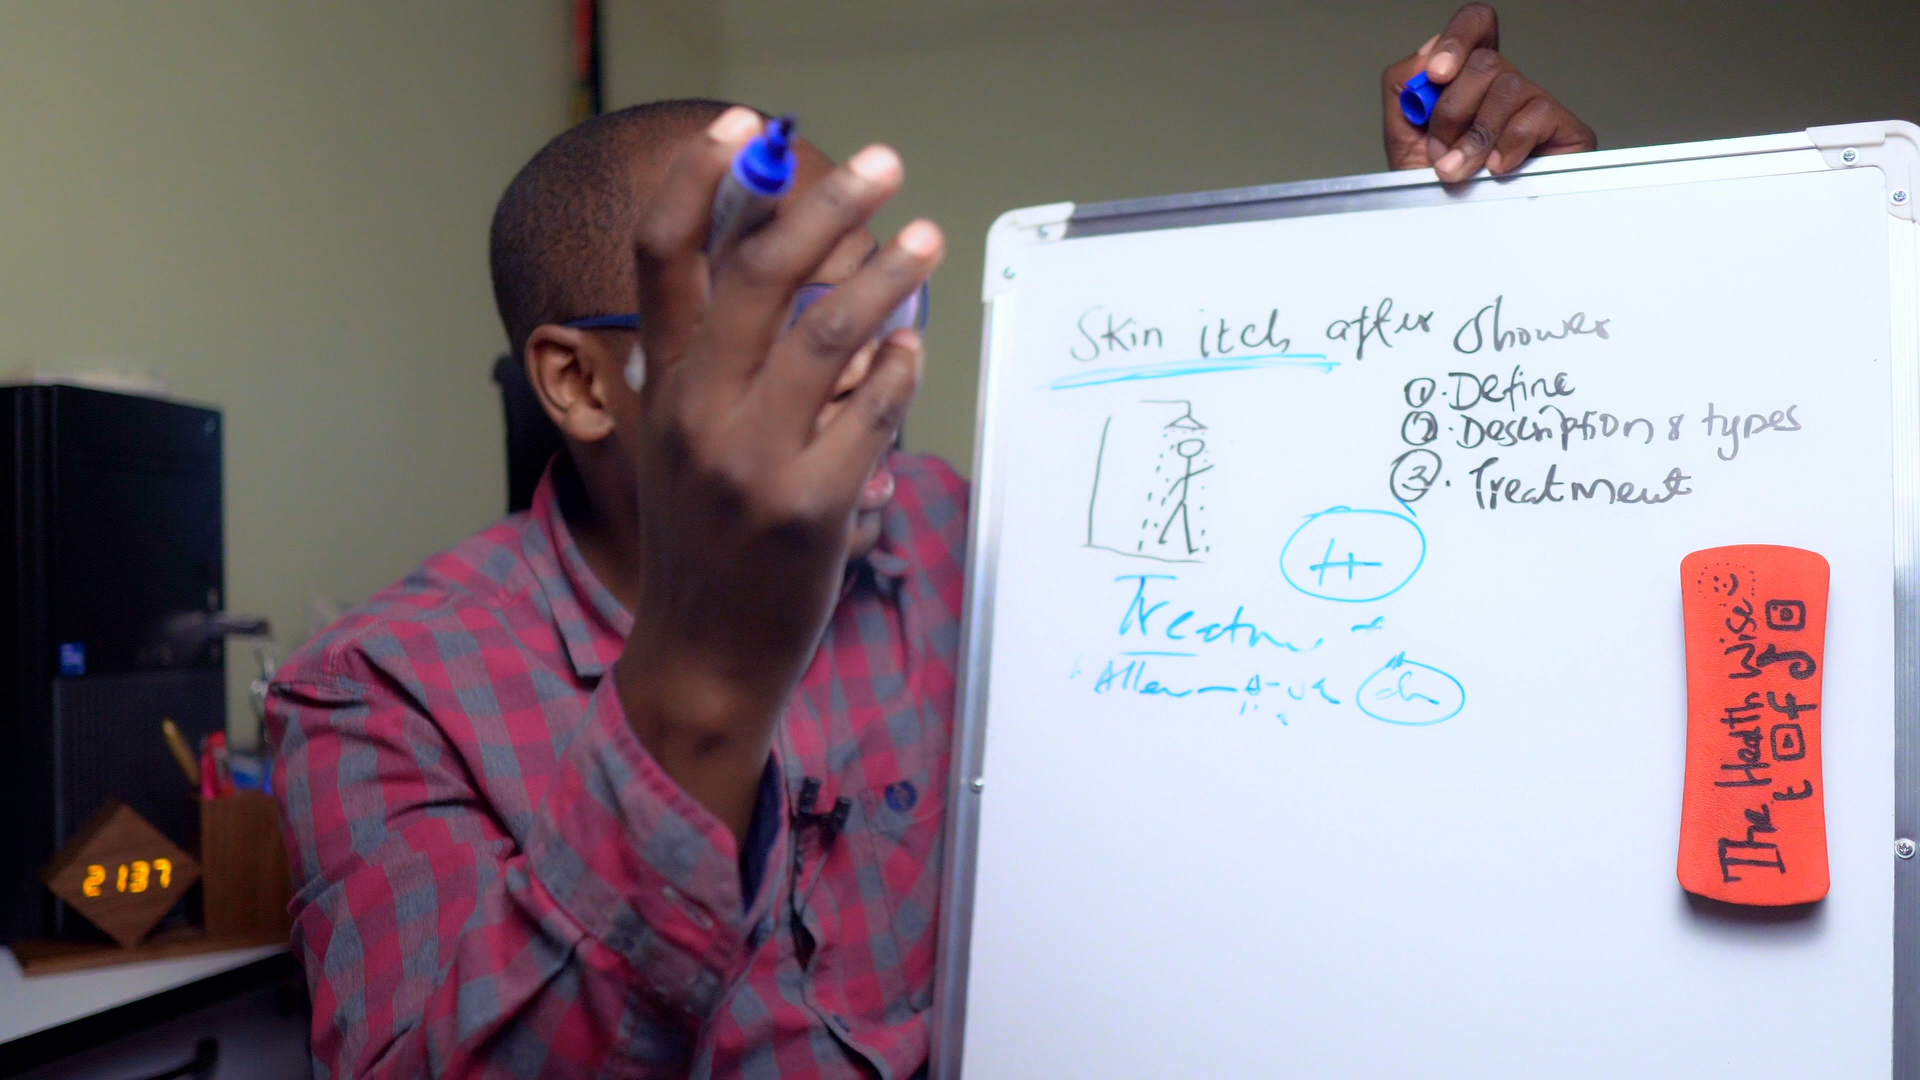 Skin itch after Shower
① Define
② Description & types
③ Treatment
H
The Health Wise
t f
2137